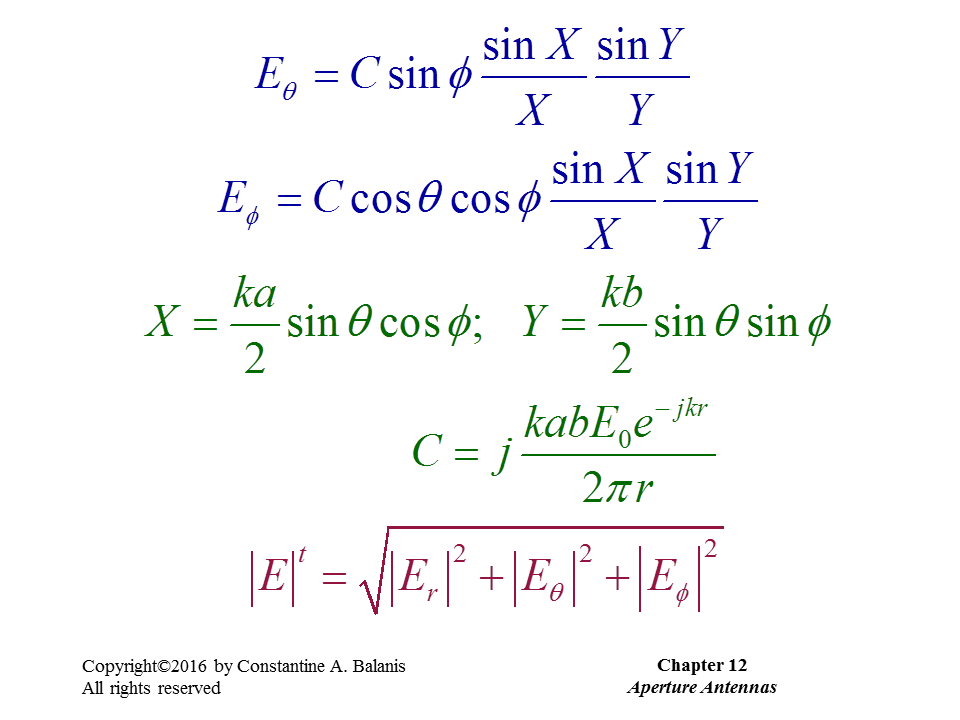 E_θ = C sin ϕ (sin X / X) (sin Y / Y)
E_ϕ = C cos θ cos ϕ (sin X / X) (sin Y / Y)
X = (ka / 2) sin θ cos ϕ; Y = (kb / 2) sin θ sin ϕ
C = j (kabE₀e^{−jkr} / 2πr)
|E|^t = √(|E_r|² + |E_θ|² + |E_ϕ|²)
Copyright©2016 by Constantine A. Balanis
All rights reserved
Chapter 12
Aperture Antennas